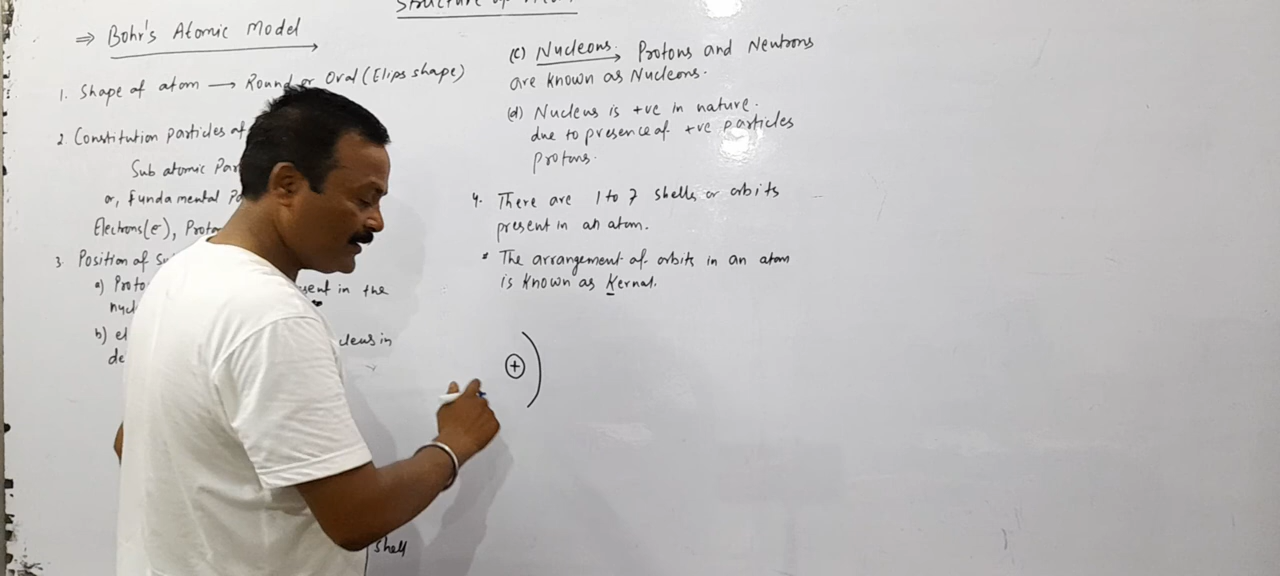 Structure of Atom
⇒ Bohr's Atomic Model
1. Shape of atom → Round or Oral (Elips shape)
2. Constitution particles of
Sub atomic Par
or, fundamental Pa
Electrons(e-), Proto
3. Position of Su
a) Proto sent in the
nucl
b) el cleus in
de
shell
(c) Nucleons. Protons and Neutrons
are known as Nucleons.
(d) Nucleus is +ve in nature.
due to presence of +ve particles
protons.
4. There are 1 to 7 shells or orbits
present in an atom.
* The arrangement of orbits in an atom
is known as Kernal.
+